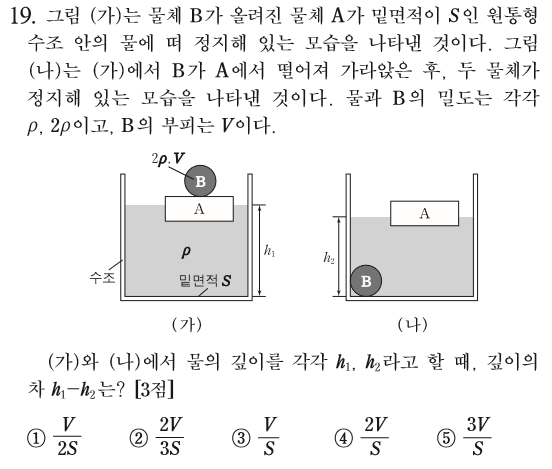 19. 그림 (가)는 물체 B가 올려진 물체 A가 밑면적이 S인 원통형
수조 안의 물에 떠 정지해 있는 모습을 나타낸 것이다. 그림
(나)는 (가)에서 B가 A에서 떨어져 가라앉은 후, 두 물체가
정지해 있는 모습을 나타낸 것이다. 물과 B의 밀도는 각각
ρ, 2ρ이고, B의 부피는 V이다.
2ρ, V
B
A
A
ρ
h₁
h₂
수조
밑면적 S
B
(가)
(나)
(가)와 (나)에서 물의 깊이를 각각 h₁, h₂라고 할 때, 깊이의
차 h₁−h₂는? [3점]
① V/2S ② 2V/3S ③ V/S ④ 2V/S ⑤ 3V/S